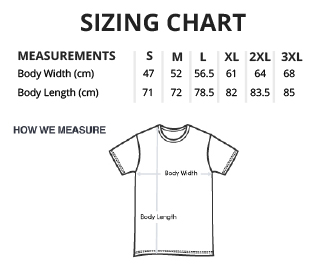 SIZING CHART
MEASUREMENTS S M L XL 2XL 3XL
Body Width (cm) 47 52 56.5 61 64 68
Body Length (cm) 71 72 78.5 82 83.5 85
HOW WE MEASURE
Body Width
Body Length